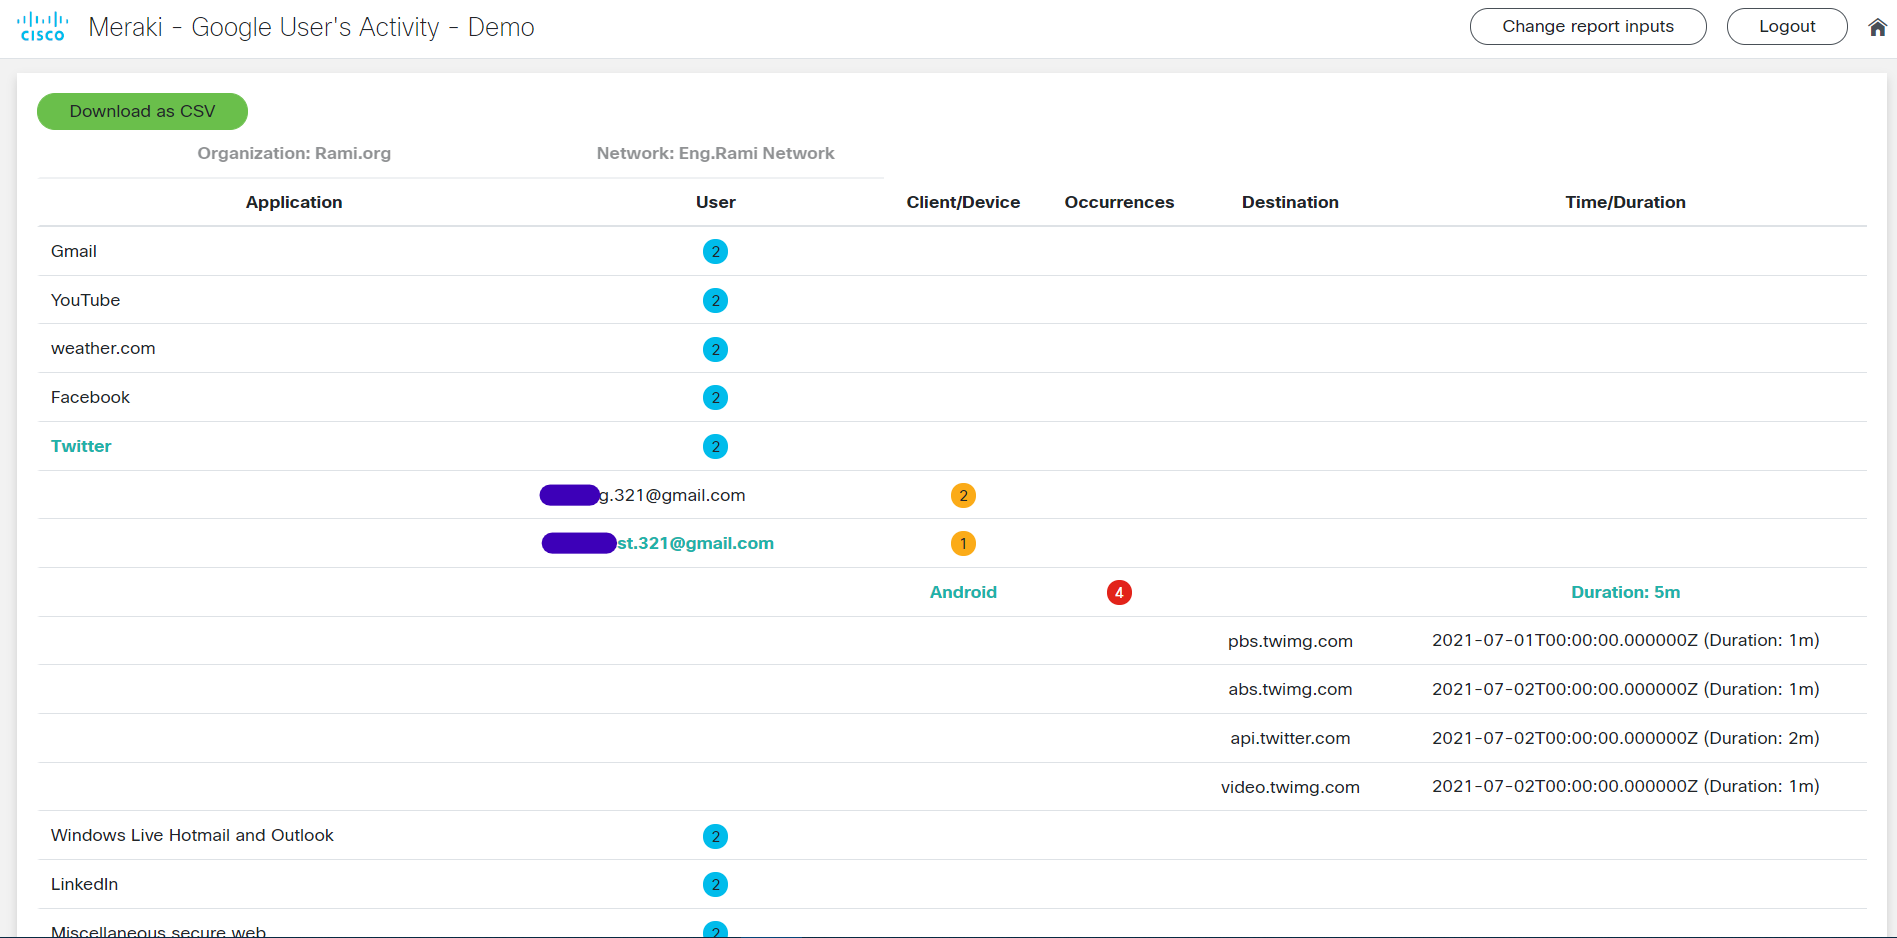 CISCO
Meraki - Google User's Activity - Demo
Change report inputs
Logout
Download as CSV
Organization: Rami.org Network: Eng.Rami Network
Application User Client/Device Occurrences Destination Time/Duration
Gmail 2
YouTube 2
weather.com 2
Facebook 2
Twitter 2
g.321@gmail.com 2
st.321@gmail.com 1
Android 4 Duration: 5m
pbs.twimg.com 2021-07-01T00:00:00.000000Z (Duration: 1m)
abs.twimg.com 2021-07-02T00:00:00.000000Z (Duration: 1m)
api.twitter.com 2021-07-02T00:00:00.000000Z (Duration: 2m)
video.twimg.com 2021-07-02T00:00:00.000000Z (Duration: 1m)
Windows Live Hotmail and Outlook 2
LinkedIn 2
Miscellaneous secure web 2